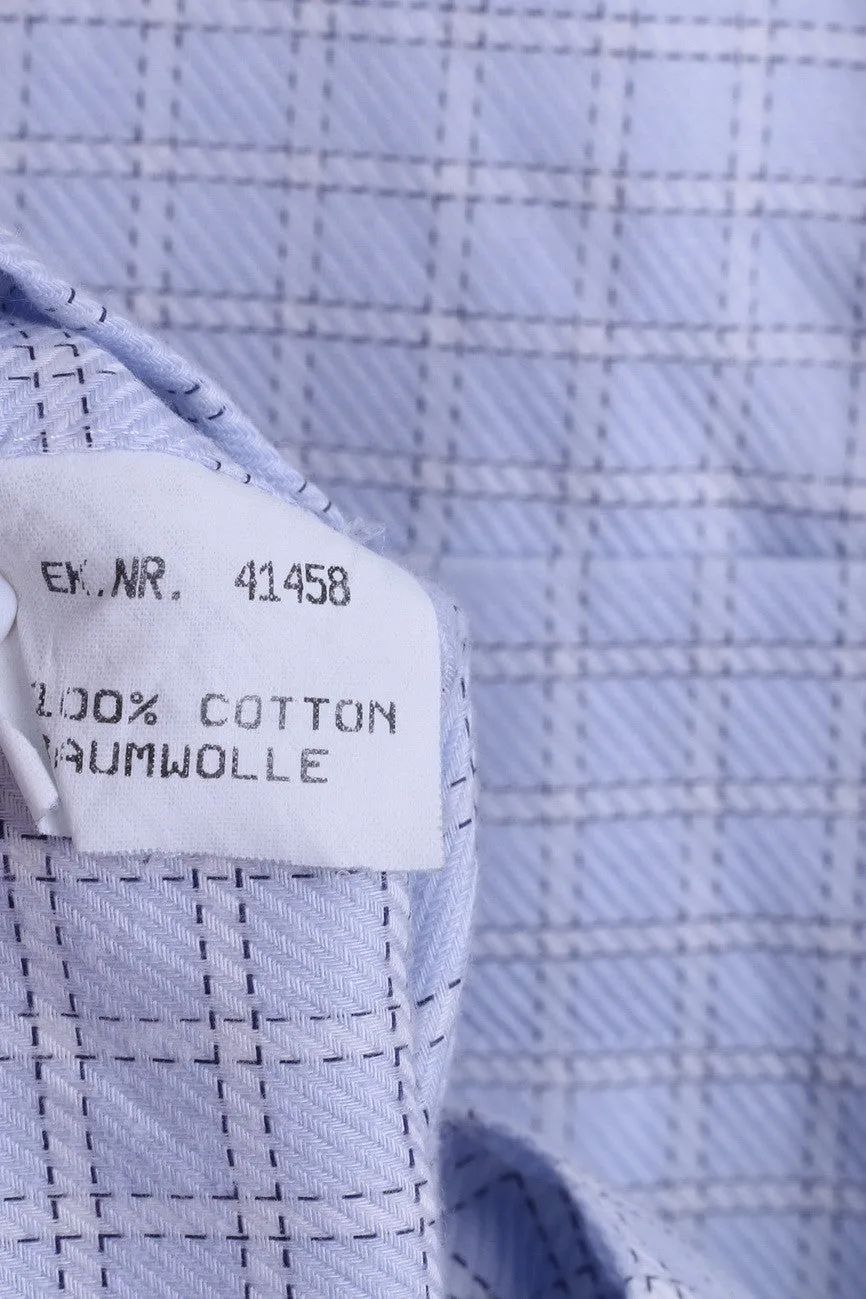 EK.NR. 41458
100% COTTON
BAUMWOLLE